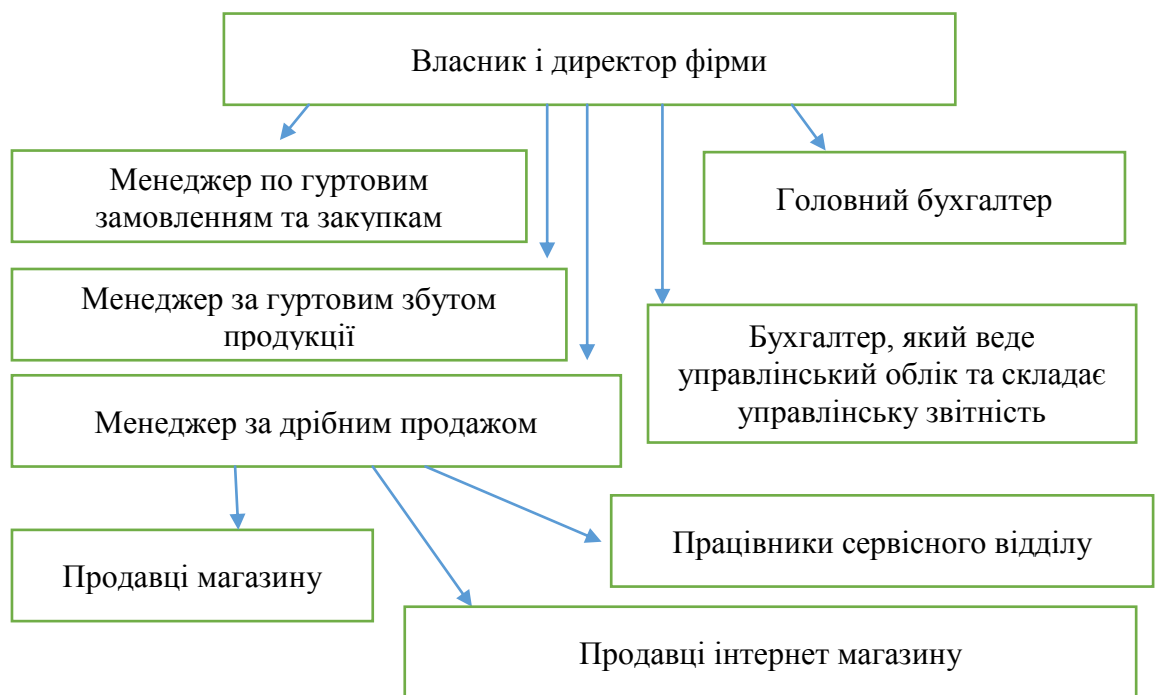 Власник і директор фірми
Менеджер по гуртовим
замовленням та закупкам
Головний бухгалтер
Менеджер за гуртовим збутом
продукції
Бухгалтер, який веде
управлінський облік та складає
управлінську звітність
Менеджер за дрібним продажом
Працівники сервісного відділу
Продавці магазину
Продавці інтернет магазину